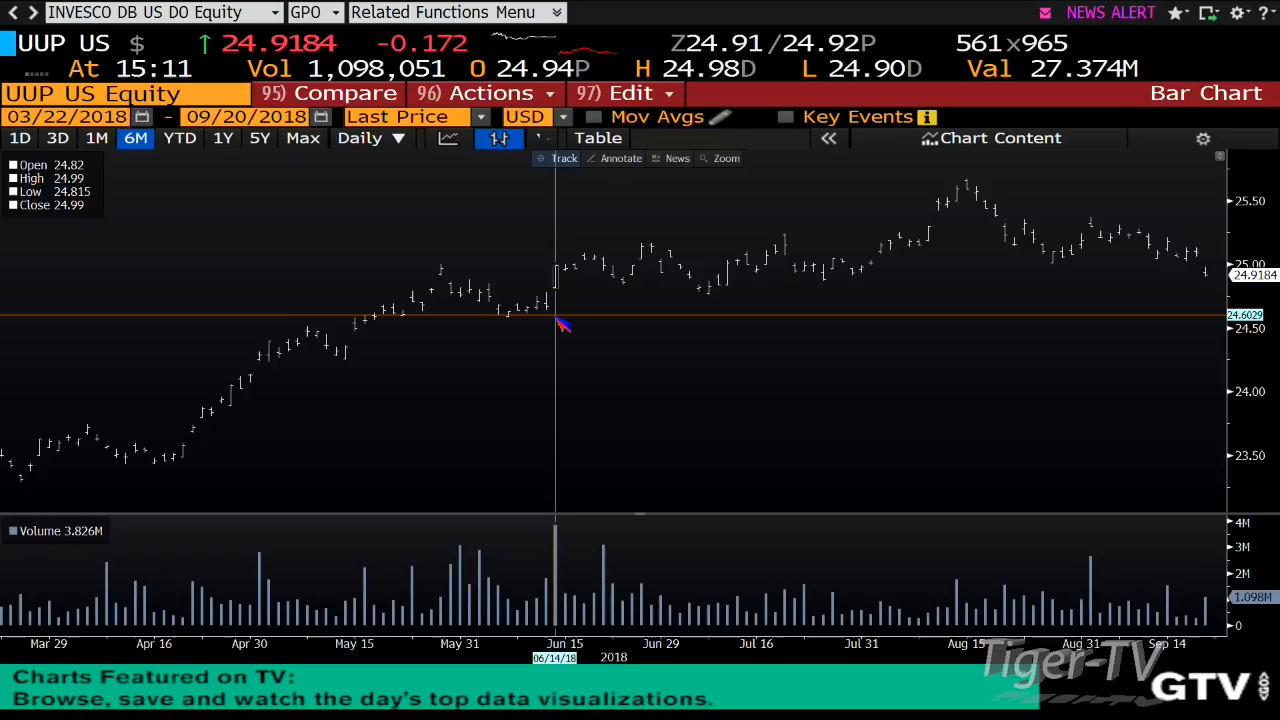 INVESCO DB US DO Equity GPO Related Functions Menu NEWS ALERT
UUP US $ ↑ 24.9184 -0.172 Z24.91/24.92P 561x965
At 15:11 Vol 1,098,051 O 24.94P H 24.98D L 24.90D Val 27.374M
UUP US Equity 95) Compare 96) Actions 97) Edit Bar Chart
03/22/2018 - 09/20/2018 Last Price USD Mov Avgs Key Events
1D 3D 1M 6M YTD 1Y 5Y Max Daily ▼ Table « Chart Content
Track Annotate News Zoom
Open 24.82
High 24.99
Low 24.815
Close 24.99
25.50
25.00
24.9184
24.6029
24.50
24.00
23.50
Volume 3.826M
4M
3M
2M
1.098M
0
Mar 29 Apr 16 Apr 30 May 15 May 31 Jun 15 Jun 29 Jul 16 Jul 31 Aug 15 Aug 31 Sep 14
06/14/18 2018
Tiger-TV
Charts Featured on TV:
Browse, save and watch the day's top data visualizations.
GTV